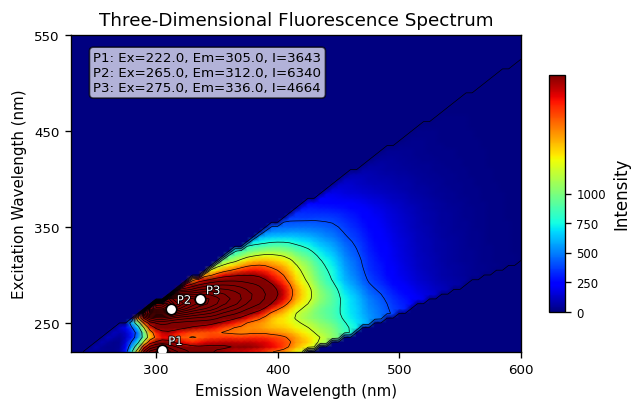 Three-Dimensional Fluorescence Spectrum
P1: Ex=222.0, Em=305.0, I=3643
P2: Ex=265.0, Em=312.0, I=6340
P3: Ex=275.0, Em=336.0, I=4664
550
450
350
250
Excitation Wavelength (nm)
P3
P2
P1
300
400
500
600
Emission Wavelength (nm)
1000
750
500
250
0
Intensity